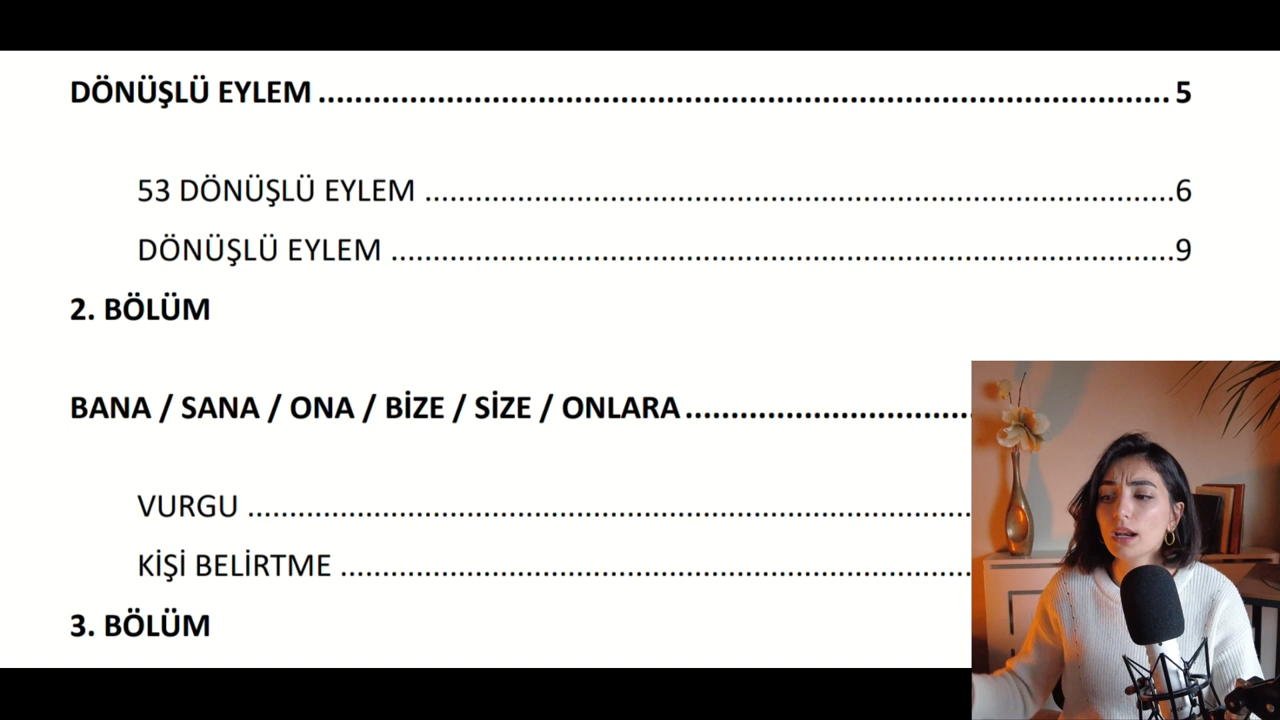 DÖNÜŞLÜ EYLEM ........................................................................................ 5
53 DÖNÜŞLÜ EYLEM ........................................................................................ 6
DÖNÜŞLÜ EYLEM ........................................................................................ 9
2. BÖLÜM
BANA / SANA / ONA / BİZE / SİZE / ONLARA ................................
VURGU ................................................................................
KİŞİ BELİRTME ........................................................................
3. BÖLÜM